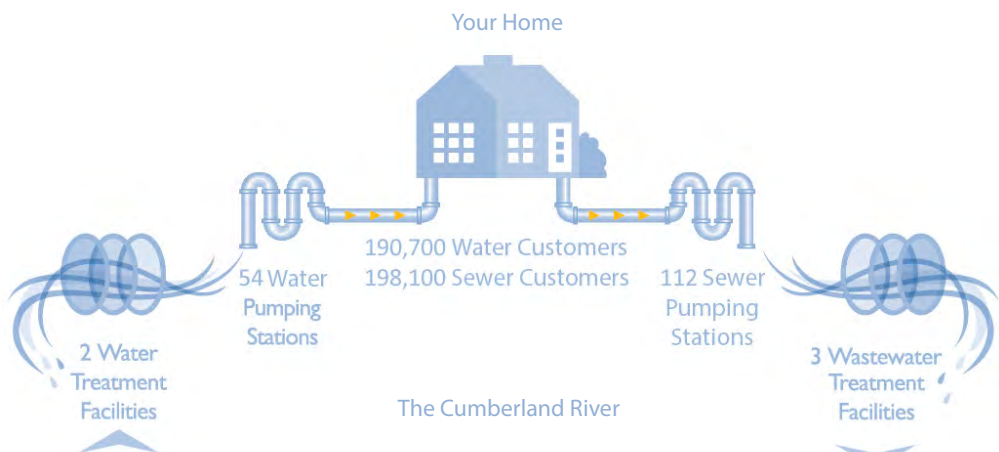 Your Home
190,700 Water Customers
198,100 Sewer Customers
54 Water
Pumping
Stations
112 Sewer
Pumping
Stations
2 Water
Treatment
Facilities
3 Wastewater
Treatment
Facilities
The Cumberland River